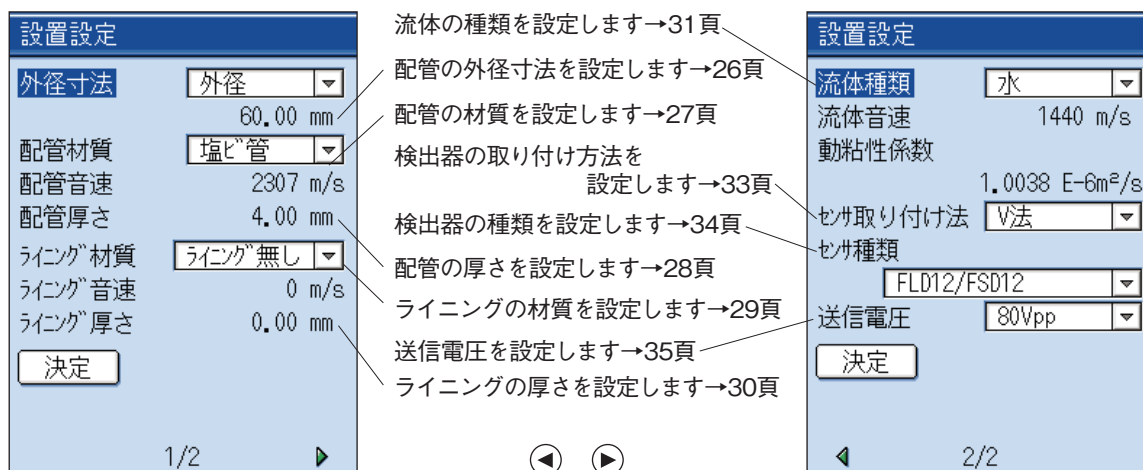 設置設定
外径寸法 外径
60.00 mm
配管材質 塩ビ管
配管音速 2307 m/s
配管厚さ 4.00 mm
ライニング材質 ライニング無し
ライニング音速 0 m/s
ライニング厚さ 0.00 mm
決定
1/2
流体の種類を設定します→31頁
配管の外径寸法を設定します→26頁
配管の材質を設定します→27頁
検出器の取り付け方法を
設定します→33頁
検出器の種類を設定します→34頁
配管の厚さを設定します→28頁
ライニングの材質を設定します→29頁
送信電圧を設定します→35頁
ライニングの厚さを設定します→30頁
設置設定
流体種類 水
流体音速 1440 m/s
動粘性係数
1.0038 E-6m²/s
センサ取り付け法 V法
センサ種類
FLD12/FSD12
送信電圧 80Vpp
決定
2/2